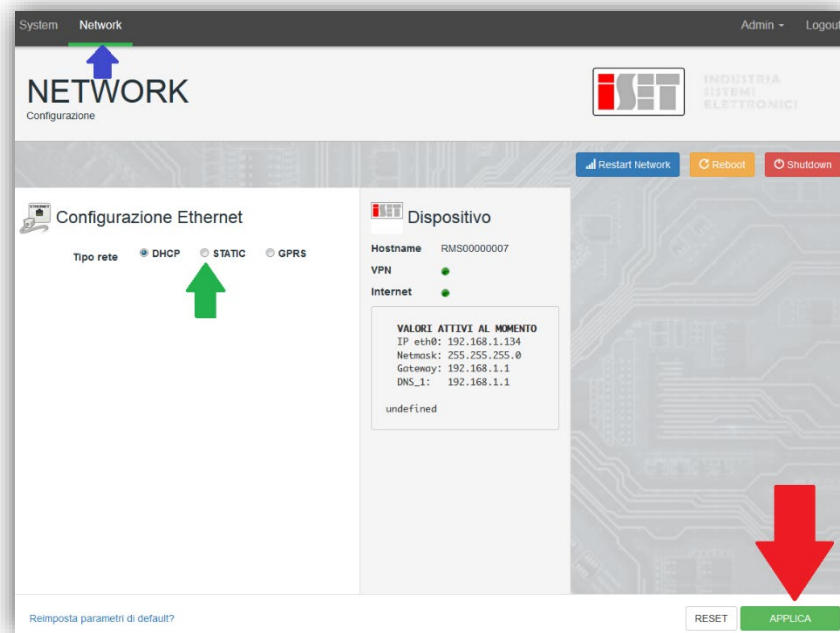 System Network Admin Logout
NETWORK
Configurazione
iSET
INDUSTRIA
SISTEMI
ELETTRONICI
Restart Network Reboot Shutdown
ETHERNET
Configurazione Ethernet
Tipo rete DHCP STATIC GPRS
iSET Dispositivo
Hostname RMS00000007
VPN
Internet
VALORI ATTIVI AL MOMENTO
IP eth0: 192.168.1.134
Netmask: 255.255.255.0
Gateway: 192.168.1.1
DNS_1: 192.168.1.1
undefined
Reimposta parametri di default?
RESET APPLICA